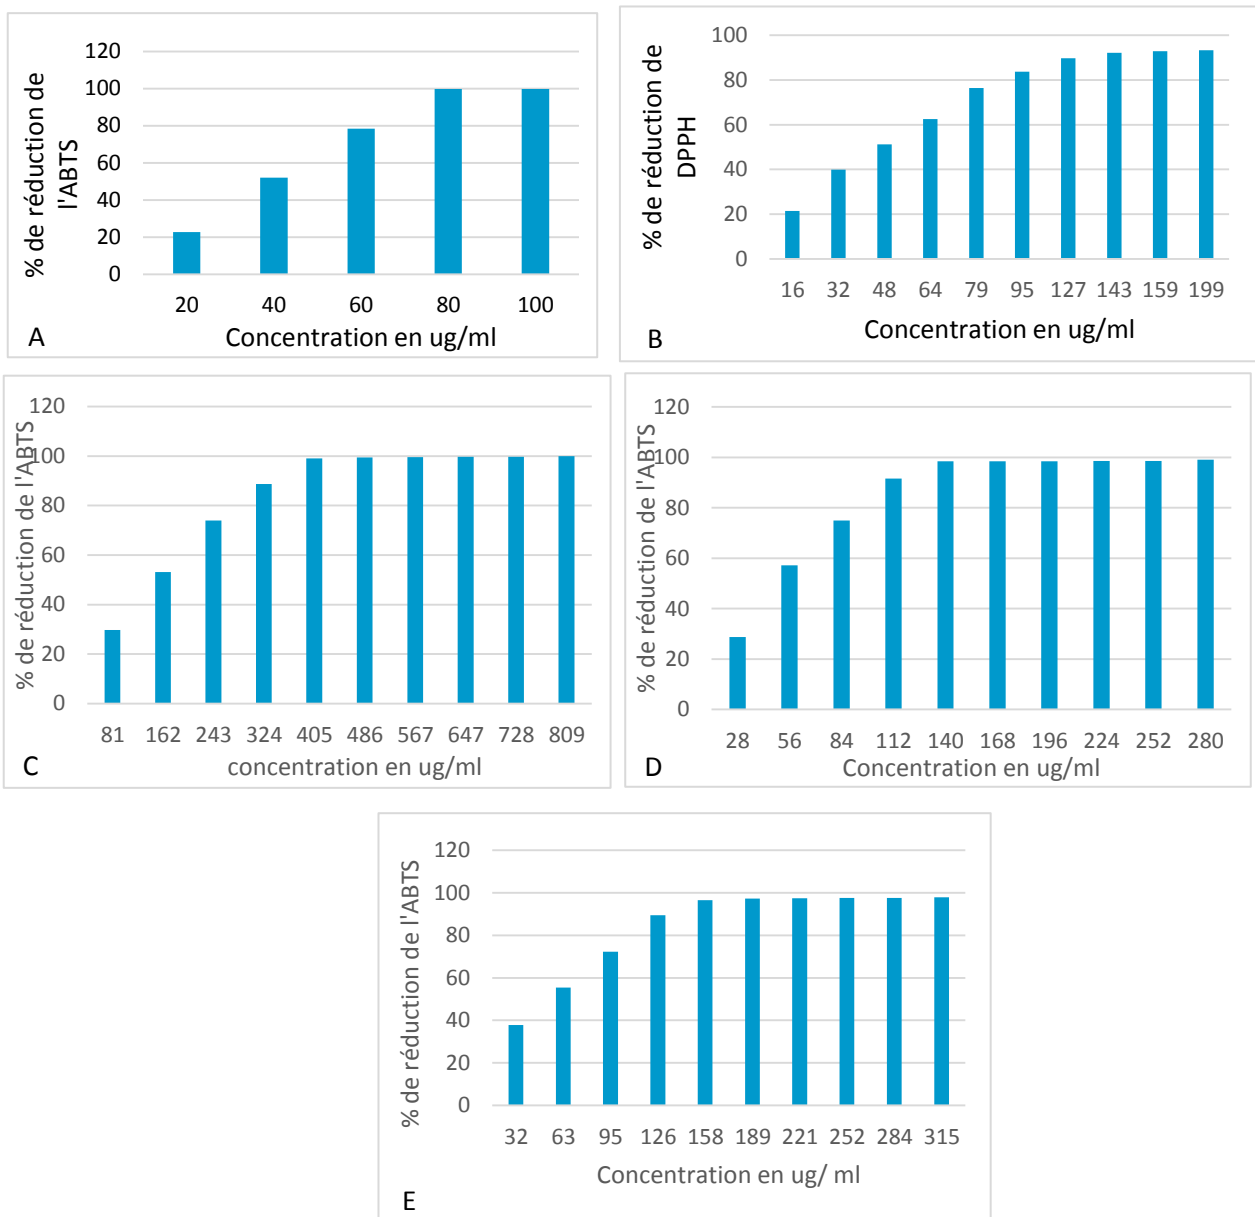 % de réduction de
l'ABTS
120
100
80
60
40
20
0
20 40 60 80 100
Concentration en ug/ml
A
% de réduction de
DPPH
100
80
60
40
20
0
16 32 48 64 79 95 127 143 159 199
Concentration en ug/ml
B
% de réduction de l'ABTS
120
100
80
60
40
20
0
81 162 243 324 405 486 567 647 728 809
concentration en ug/ml
C
% de réduction de l'ABTS
120
100
80
60
40
20
0
28 56 84 112 140 168 196 224 252 280
Concentration en ug/ml
D
% de réduction de l'ABTS
120
100
80
60
40
20
0
32 63 95 126 158 189 221 252 284 315
Concentration en ug/ ml
E